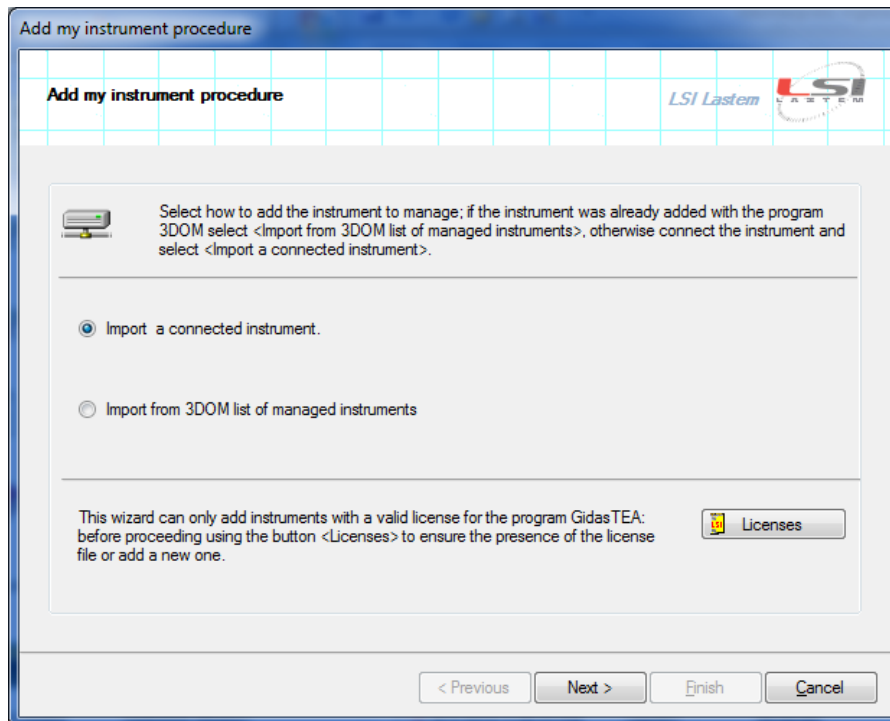 Add my instrument procedure
Add my instrument procedure
LSI Lastem
LSI
LASTEM
Select how to add the instrument to manage; if the instrument was already added with the program
3DOM select <Import from 3DOM list of managed instruments>, otherwise connect the instrument and
select <Import a connected instrument>.
Import  a connected instrument.
Import from 3DOM list of managed instruments
This wizard can only add instruments with a valid license for the program GidasTEA:
before proceeding using the button <Licenses> to ensure the presence of the license
file or add a new one.
LSI
Licenses
< Previous
Next >
Finish
Cancel